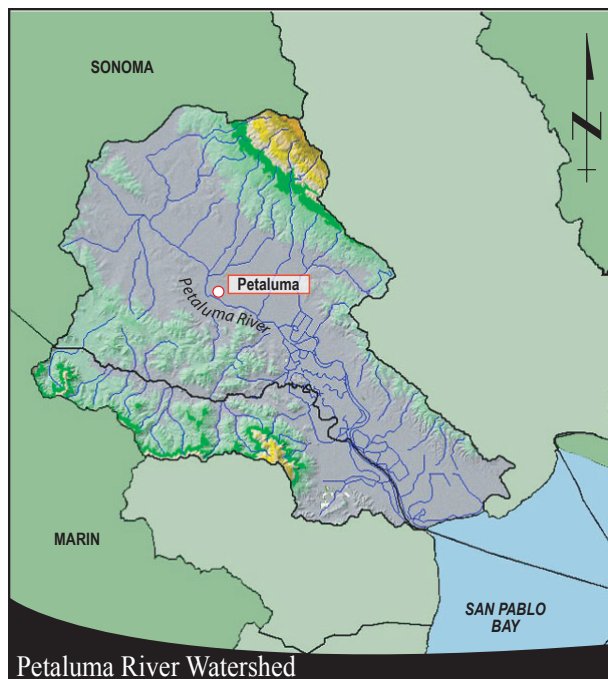 SONOMA
N
Petaluma
Petaluma River
MARIN
SAN PABLO
BAY
Petaluma River Watershed